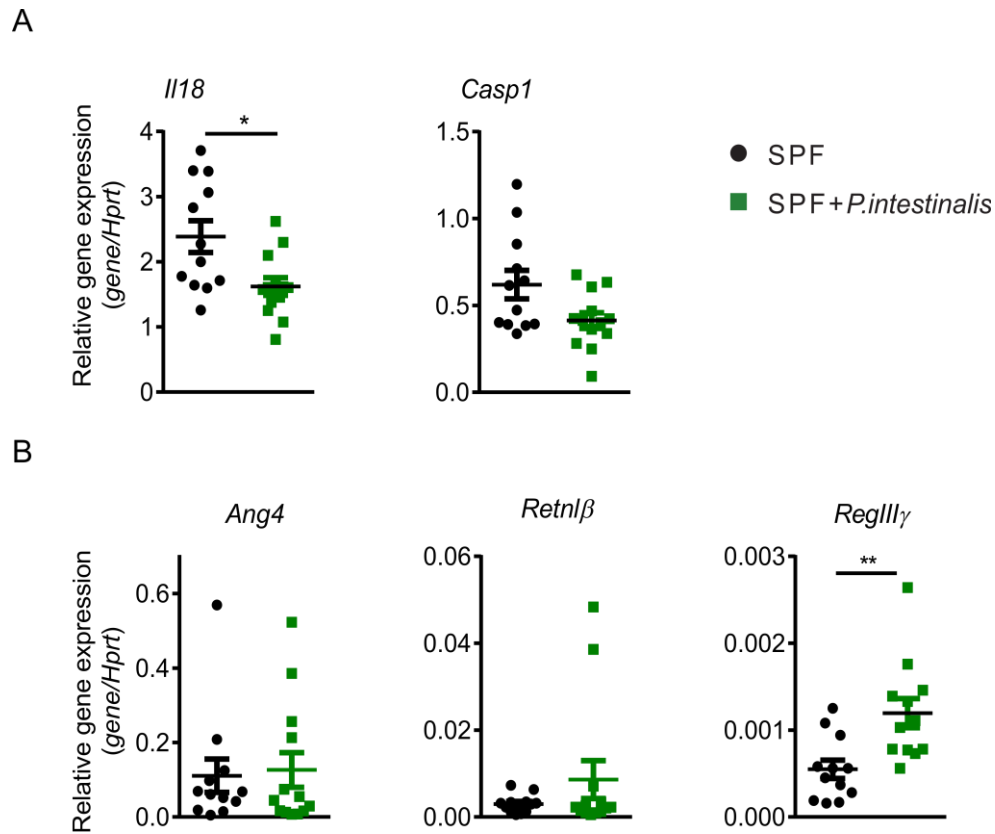 A
Il18
Casp1
Relative gene expression
(gene/Hprt)
4
3
2
1
0
*
1.5
1.0
0.5
0.0
SPF
SPF+P.intestinalis
B
Ang4
Retnlβ
RegIIIγ
Relative gene expression
(gene/Hprt)
0.6
0.4
0.2
0.0
0.06
0.04
0.02
0.00
0.003
0.002
0.001
0.000
**